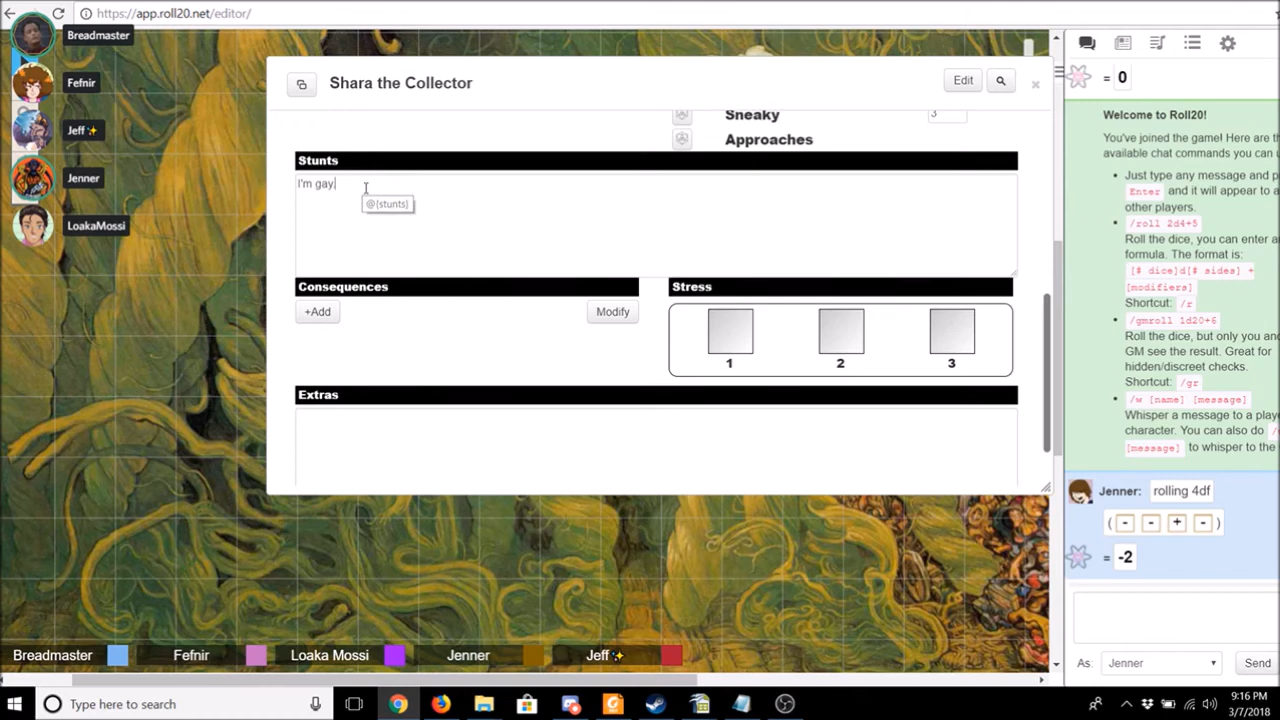 https://app.roll20.net/editor/
Breadmaster
Fefnir
Jeff✨
Jenner
LoakaMossi
Shara the Collector
Edit
×
Sneaky
3
Approaches
Stunts
I'm gay
@{stunts}
Consequences
+Add
Modify
Stress
1
2
3
Extras
= 0
Welcome to Roll20!
You've joined the game! Here are th
available chat commands you can u
Just type any message and p
Enter and it will appear to a
other players.
/roll 2d4+5
Roll the dice, you can enter a
formula. The format is:
[# dice]d[# sides] +
[modifiers]
Shortcut: /r
/gmroll 1d20+6
Roll the dice, but only you an
GM see the result. Great for
hidden/discreet checks.
Shortcut: /gr
/w [name] [message]
Whisper a message to a playe
character. You can also do /
[message] to whisper to the
Jenner: rolling 4df
( - - + - )
= -2
As: Jenner
Send
Breadmaster
Fefnir
Loaka Mossi
Jenner
Jeff✨
Type here to search
9:16 PM
3/7/2018